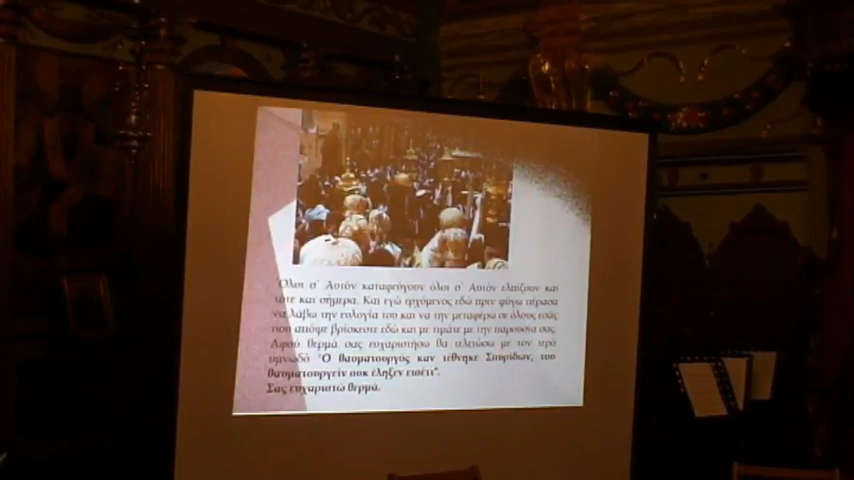 Όλοι σ' Αυτόν καταφεύγουν όλοι σ' Αυτόν ελπίζουν και
τότε και σήμερα. Και εγώ ερχόμενος εδώ πριν φύγω πέρασα
να λάβω την ευλογία του και να την μεταφέρω σε όλους εσάς
που απόψε βρίσκεστε εδώ και με τιμάτε με την παρουσία σας.
Αφού θερμά σας ευχαριστήσω θα τελειώσω με τον ιερό
υμνωδό "Ο θαυματουργός καν τέθνηκε Σπυρίδων, του
θαυματουργείν ουκ έληξεν εισέτι".
Σας ευχαριστώ θερμά.